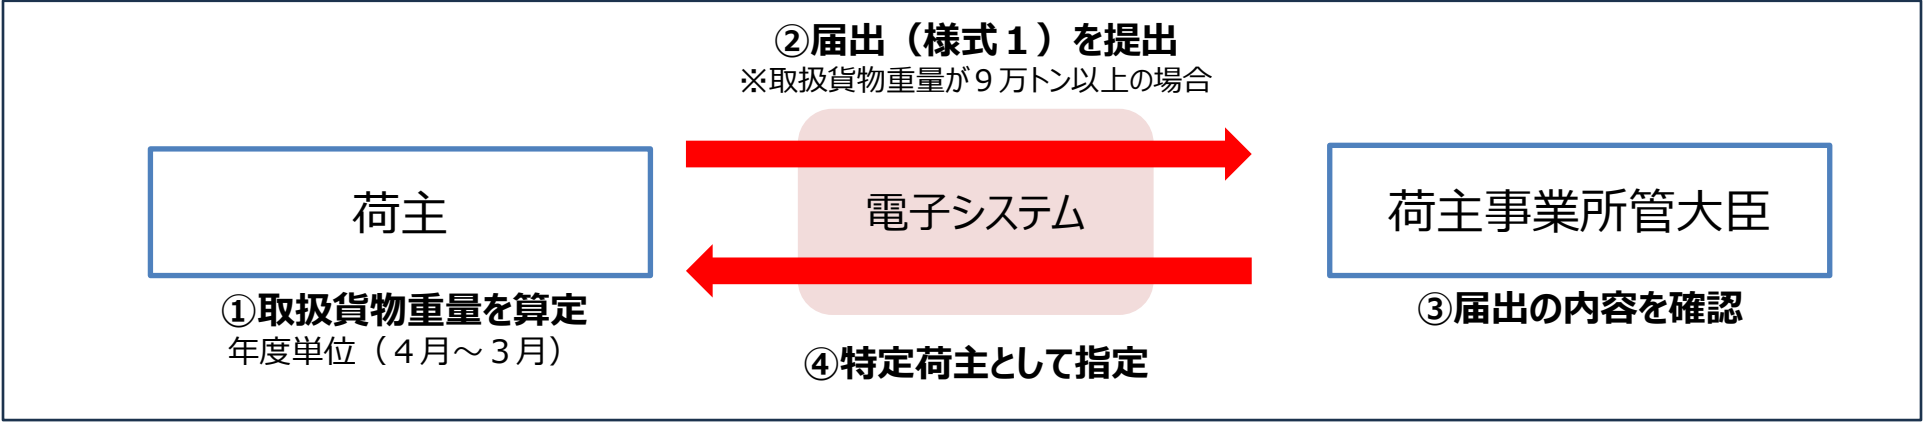 ②届出（様式１）を提出
※取扱貨物重量が９万トン以上の場合
荷主
電子システム
荷主事業所管大臣
①取扱貨物重量を算定
年度単位（４月～３月）
③届出の内容を確認
④特定荷主として指定